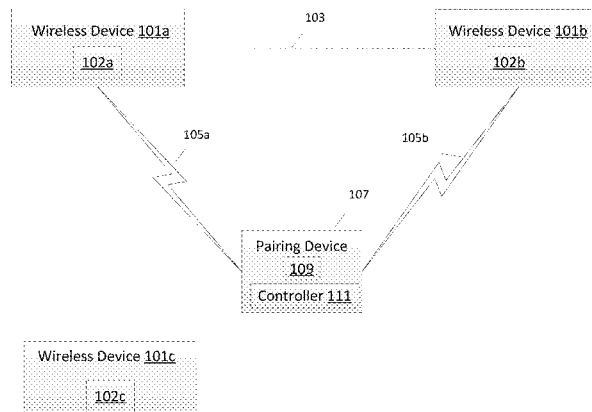 103
Wireless Device 101a
102a
Wireless Device 101b
102b
105a
105b
107
Pairing Device
109
Controller 111
Wireless Device 101c
102c